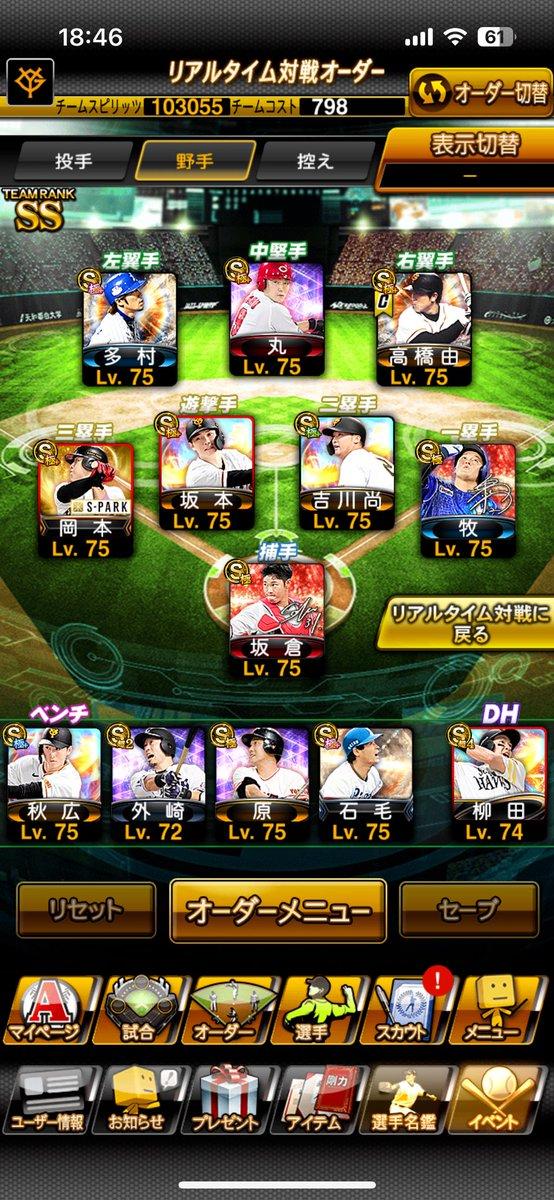 18:46
61
リアルタイム対戦オーダー
チームスピリッツ 103055 チームコスト 798
オーダー切替
投手 野手 控え
表示切替
TEAM RANK
SS
左翼手 中堅手 右翼手
多村 丸 高橋由
Lv. 75 Lv. 75 Lv. 75
三塁手 遊撃手 二塁手 一塁手
S-PARK
岡本 坂本 吉川尚 牧
Lv. 75 Lv. 75 Lv. 75 Lv. 75
捕手
坂倉
Lv. 75
リアルタイム対戦に
戻る
ベンチ DH
秋広 外崎 原 石毛 柳田
Lv. 75 Lv. 72 Lv. 75 Lv. 75 Lv. 74
リセット オーダーメニュー セーブ
マイページ 試合 オーダー 選手 スカウト メニュー
ユーザー情報 お知らせ プレゼント アイテム 選手名鑑 イベント